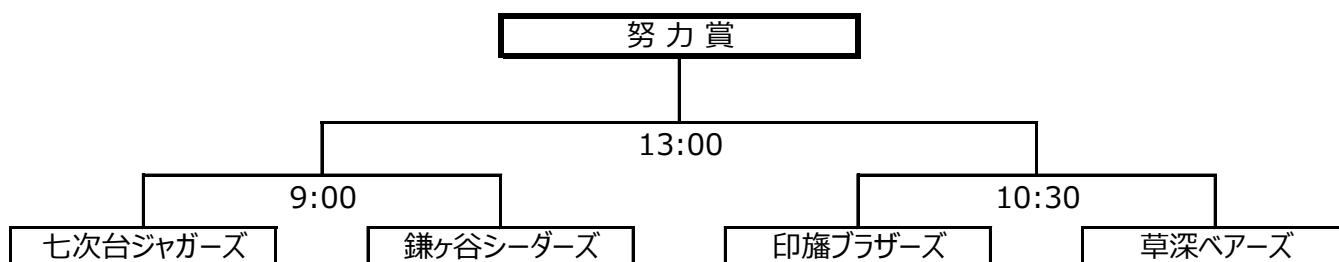 努力賞
13:00
9:00
10:30
七次台ジャガーズ
鎌ヶ谷シーダーズ
印旛ブラザーズ
草深ベアーズ